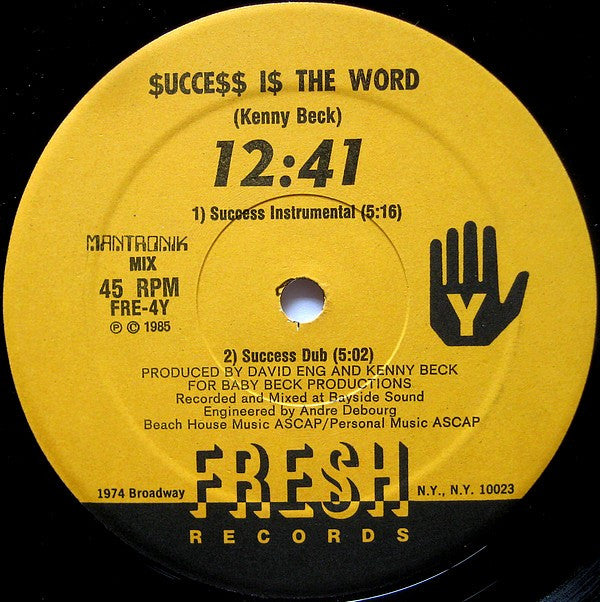 $UCCE$$ I$ THE WORD
(Kenny Beck)
12:41
1) Success Instrumental (5:16)
MANTRONIK
MIX
45 RPM
FRE-4Y
℗ © 1985
Y
2) Success Dub (5:02)
PRODUCED BY DAVID ENG AND KENNY BECK
FOR BABY BECK PRODUCTIONS
Recorded and Mixed at Bayside Sound
Engineered by Andre Debourg
Beach House Music ASCAP/Personal Music ASCAP
1974 Broadway
FRESH
N.Y., N.Y. 10023
RECORDS